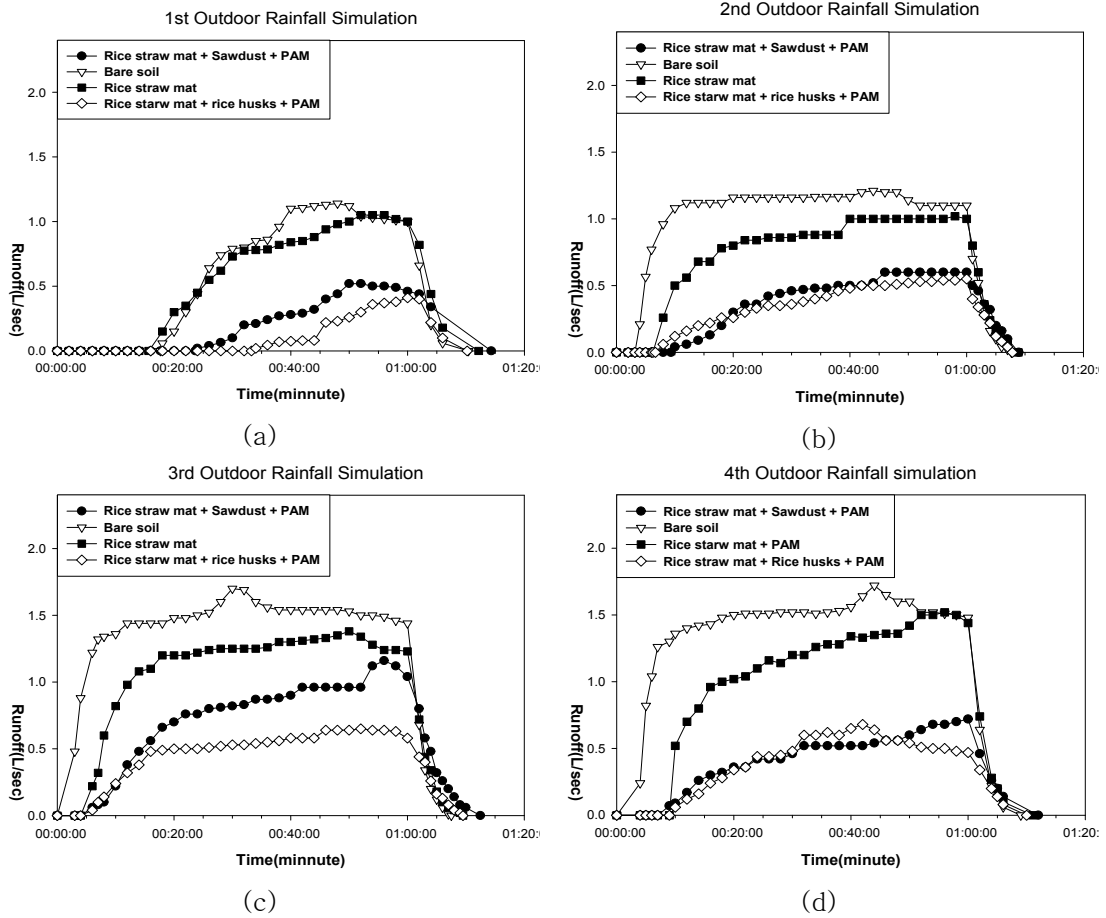 1st Outdoor Rainfall Simulation
Rice straw mat + Sawdust + PAM
Bare soil
Rice straw mat
Rice starw mat + rice husks + PAM
2.0
1.5
1.0
0.5
0.0
Runoff(L/sec)
00:00:00 00:20:00 00:40:00 01:00:00 01:20:
Time(minnute)
(a)
2nd Outdoor Rainfall Simulation
Rice straw mat + Sawdust + PAM
Bare soil
Rice straw mat
Rice starw mat + rice husks + PAM
2.0
1.5
1.0
0.5
0.0
Runoff(L/sec)
00:00:00 00:20:00 00:40:00 01:00:00 01:20:
Time(minnute)
(b)
3rd Outdoor Rainfall Simulation
Rice straw mat + Sawdust + PAM
Bare soil
Rice straw mat
Rice starw mat + rice husks + PAM
2.0
1.5
1.0
0.5
0.0
Runoff(L/sec)
00:00:00 00:20:00 00:40:00 01:00:00 01:20:
Time(minnute)
(c)
4th Outdoor Rainfall simulation
Rice straw mat + Sawdust + PAM
Bare soil
Rice starw mat + PAM
Rice straw mat + Rice husks + PAM
2.0
1.5
1.0
0.5
0.0
Runoff(L/sec)
00:00:00 00:20:00 00:40:00 01:00:00 01:20:
Time(minnute)
(d)